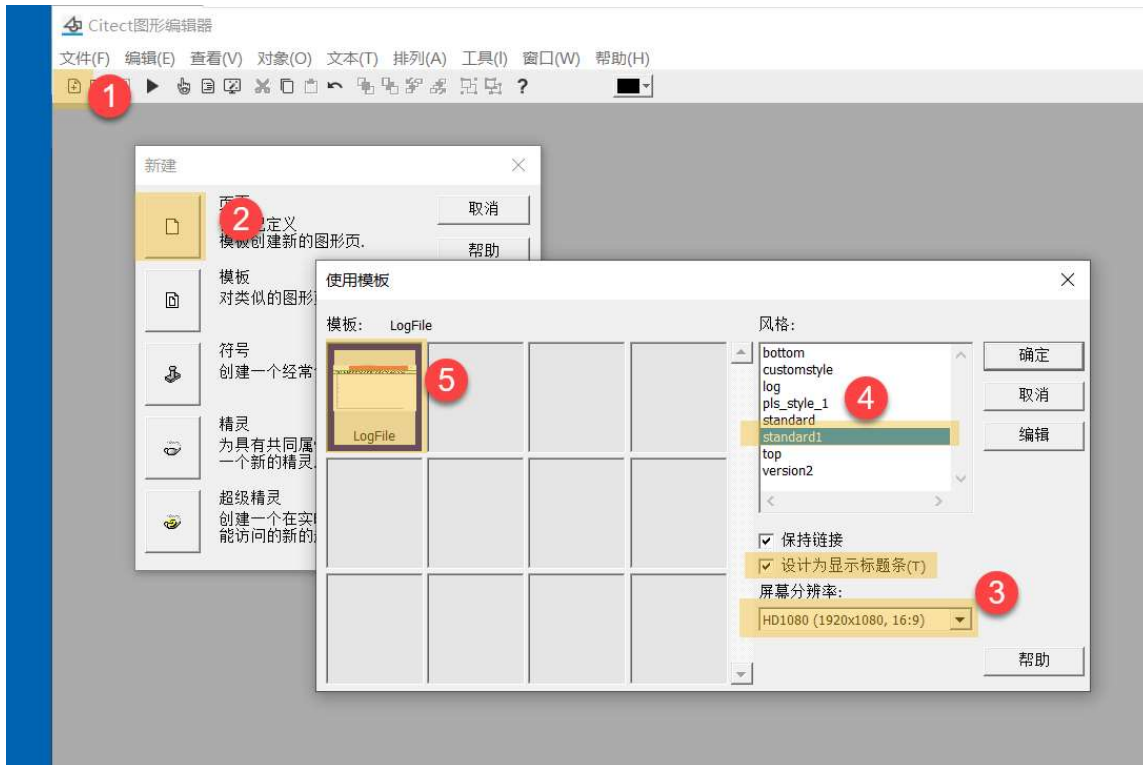 Citect图形编辑器
文件(F) 编辑(E) 查看(V) 对象(O) 文本(T) 排列(A) 工具(I) 窗口(W) 帮助(H)
1
新建
取消
2
定义
模板创建新的图形页.
帮助
模板
对类似的图形
符号
创建一个经常
精灵
为具有共同属
一个新的精灵.
超级精灵
创建一个在实
能访问的新的
使用模板
模板: LogFile
LogFile
5
风格:
bottom
customstyle
log
pls_style_1
standard
standard1
top
version2
4
确定
取消
编辑
保持链接
设计为显示标题条(T)
屏幕分辨率:
3
HD1080 (1920x1080, 16:9)
帮助